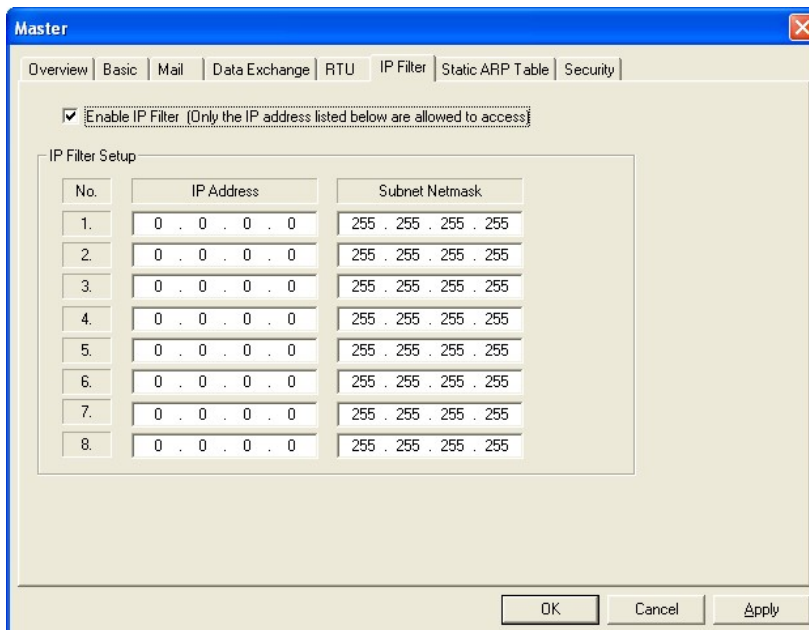 Master
Overview Basic Mail Data Exchange RTU IP Filter Static ARP Table Security
Enable IP Filter (Only the IP address listed below are allowed to access)
IP Filter Setup
No. IP Address Subnet Netmask
1. 0 . 0 . 0 . 0 255 . 255 . 255 . 255
2. 0 . 0 . 0 . 0 255 . 255 . 255 . 255
3. 0 . 0 . 0 . 0 255 . 255 . 255 . 255
4. 0 . 0 . 0 . 0 255 . 255 . 255 . 255
5. 0 . 0 . 0 . 0 255 . 255 . 255 . 255
6. 0 . 0 . 0 . 0 255 . 255 . 255 . 255
7. 0 . 0 . 0 . 0 255 . 255 . 255 . 255
8. 0 . 0 . 0 . 0 255 . 255 . 255 . 255
OK Cancel Apply